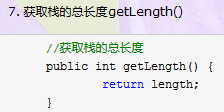 7. 获取栈的总长度getLength()
//获取栈的总长度
public int getLength() {
return length;
}